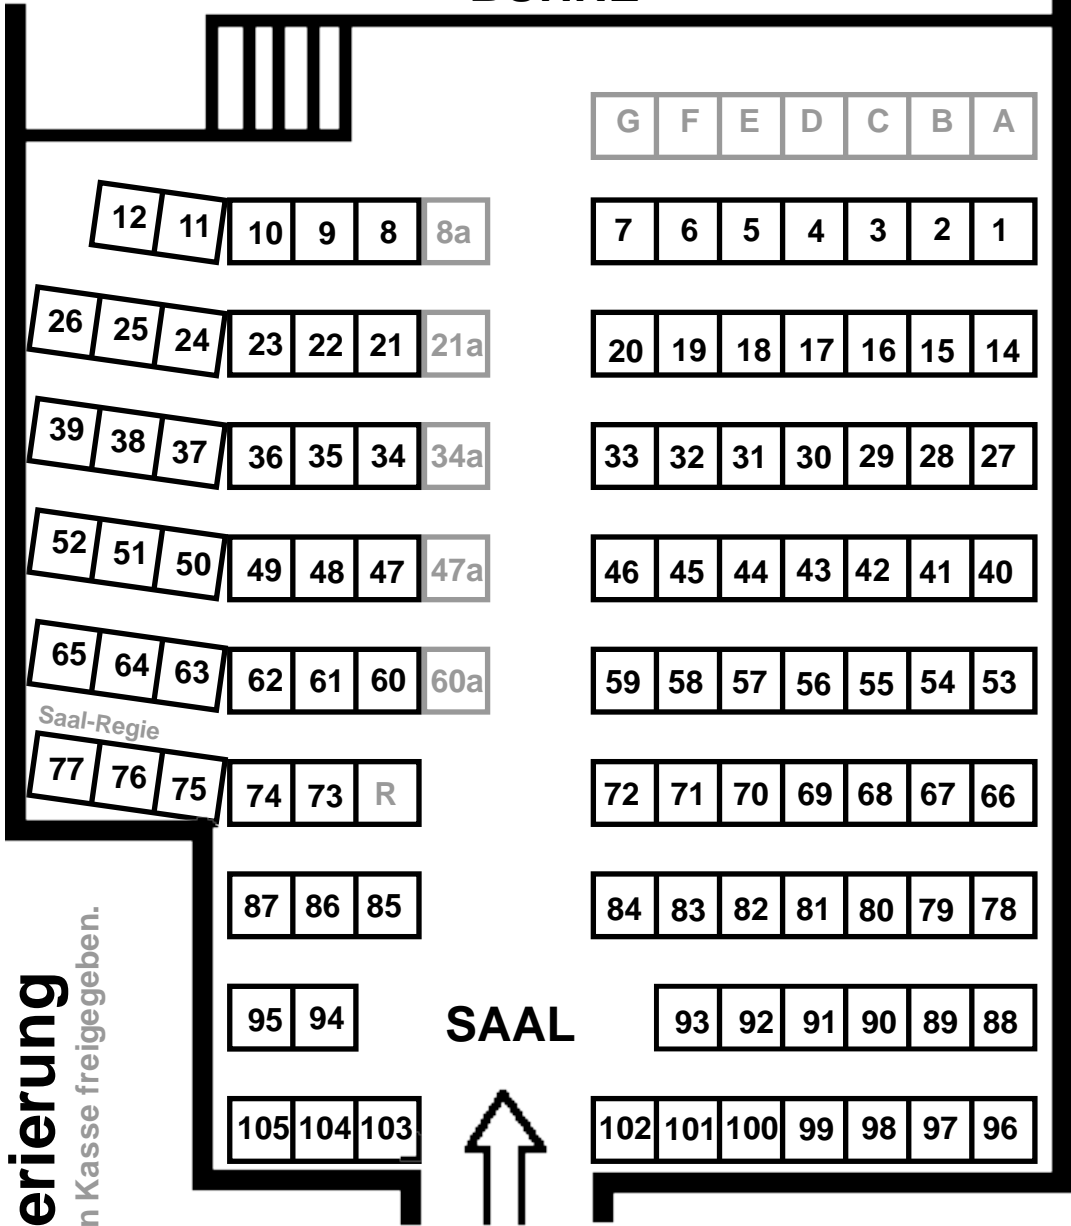 G F E D C B A
12 11 10 9 8 8a 7 6 5 4 3 2 1
26 25 24 23 22 21 21a 20 19 18 17 16 15 14
39 38 37 36 35 34 34a 33 32 31 30 29 28 27
52 51 50 49 48 47 47a 46 45 44 43 42 41 40
65 64 63 62 61 60 60a 59 58 57 56 55 54 53
Saal-Regie
77 76 75 74 73 R 72 71 70 69 68 67 66
87 86 85 84 83 82 81 80 79 78
95 94 SAAL 93 92 91 90 89 88
105 104 103 102 101 100 99 98 97 96
erierung
n Kasse freigegeben.